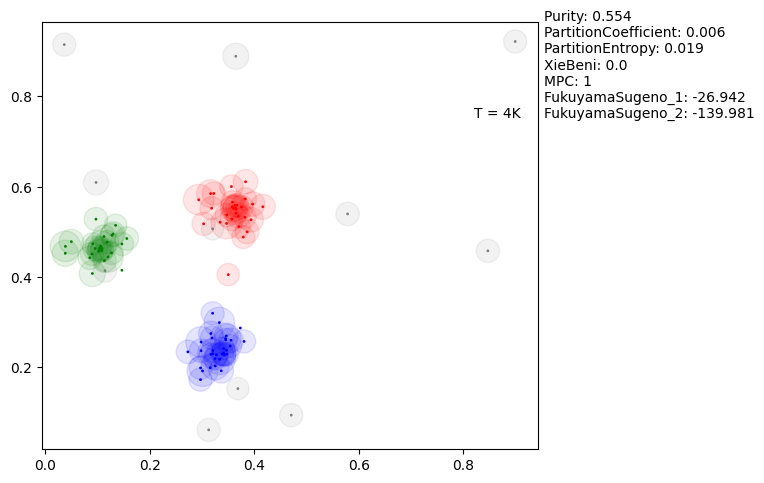 Purity: 0.554
PartitionCoefficient: 0.006
PartitionEntropy: 0.019
XieBeni: 0.0
MPC: 1
FukuyamaSugeno_1: -26.942
FukuyamaSugeno_2: -139.981
T = 4K
0.8
0.6
0.4
0.2
0.0 0.2 0.4 0.6 0.8